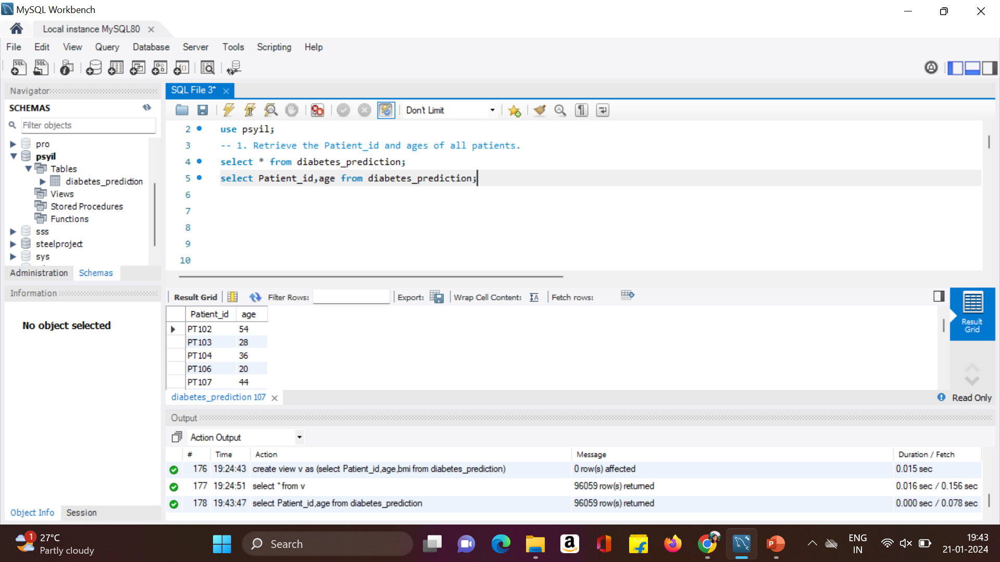 MySQL Workbench
Local instance MySQL80
File Edit View Query Database Server Tools Scripting Help
Navigator
SCHEMAS
Filter objects
pro
psyil
Tables
diabetes_prediction
Views
Stored Procedures
Functions
sss
steelproject
sys
Administration Schemas
Information
No object selected
Object Info Session
SQL File 3*
Don't Limit
2 use psyil;
3 -- 1. Retrieve the Patient_id and ages of all patients.
4 select * from diabetes_prediction;
5 select Patient_id,age from diabetes_prediction;
6
7
8
9
10
Result Grid Filter Rows: Export: Wrap Cell Content: Fetch rows:
Patient_id age
PT102 54
PT103 28
PT104 36
PT106 20
PT107 44
Result
Grid
diabetes_prediction 107
Read Only
Output
Action Output
# Time Action Message Duration / Fetch
176 19:24:43 create view v as (select Patient_id,age,bmi from diabetes_prediction) 0 row(s) affected 0.015 sec
177 19:24:51 select * from v 96059 row(s) returned 0.016 sec / 0.156 sec
178 19:43:47 select Patient_id,age from diabetes_prediction 96059 row(s) returned 0.000 sec / 0.078 sec
1
27°C
Partly cloudy
Search
ENG
IN
19:43
21-01-2024